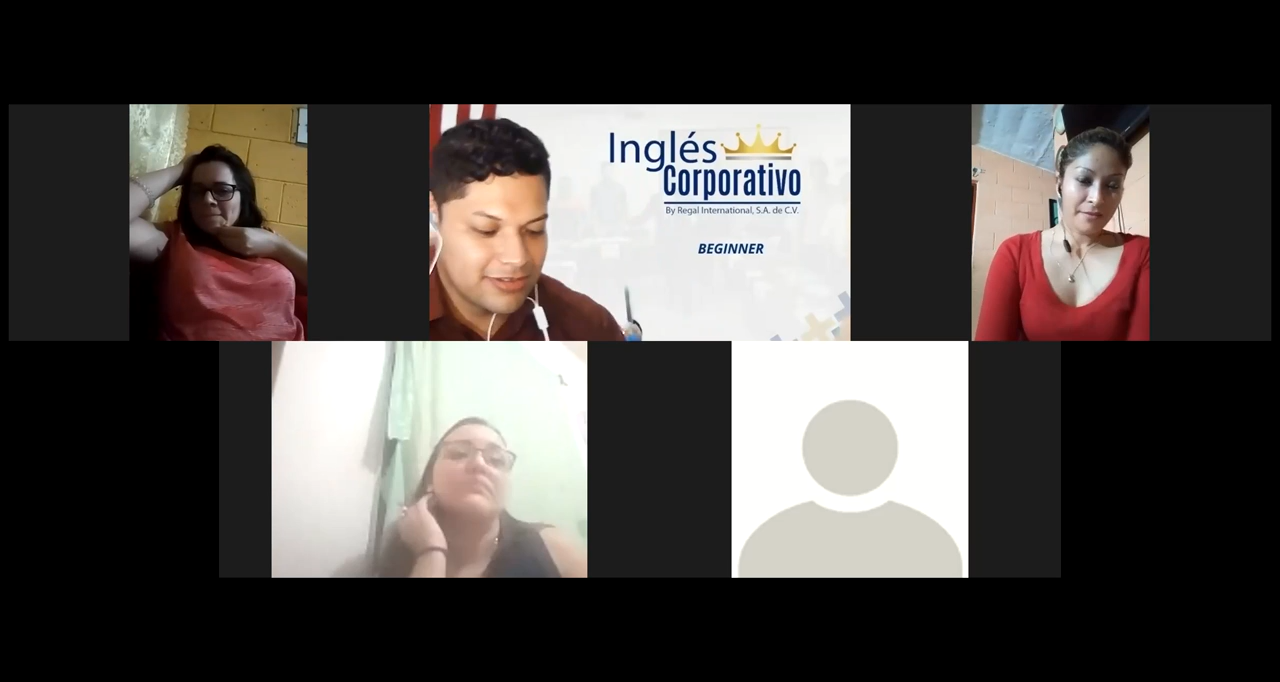 Inglés
Corporativo
By Regal International, S.A. de C.V.
BEGINNER